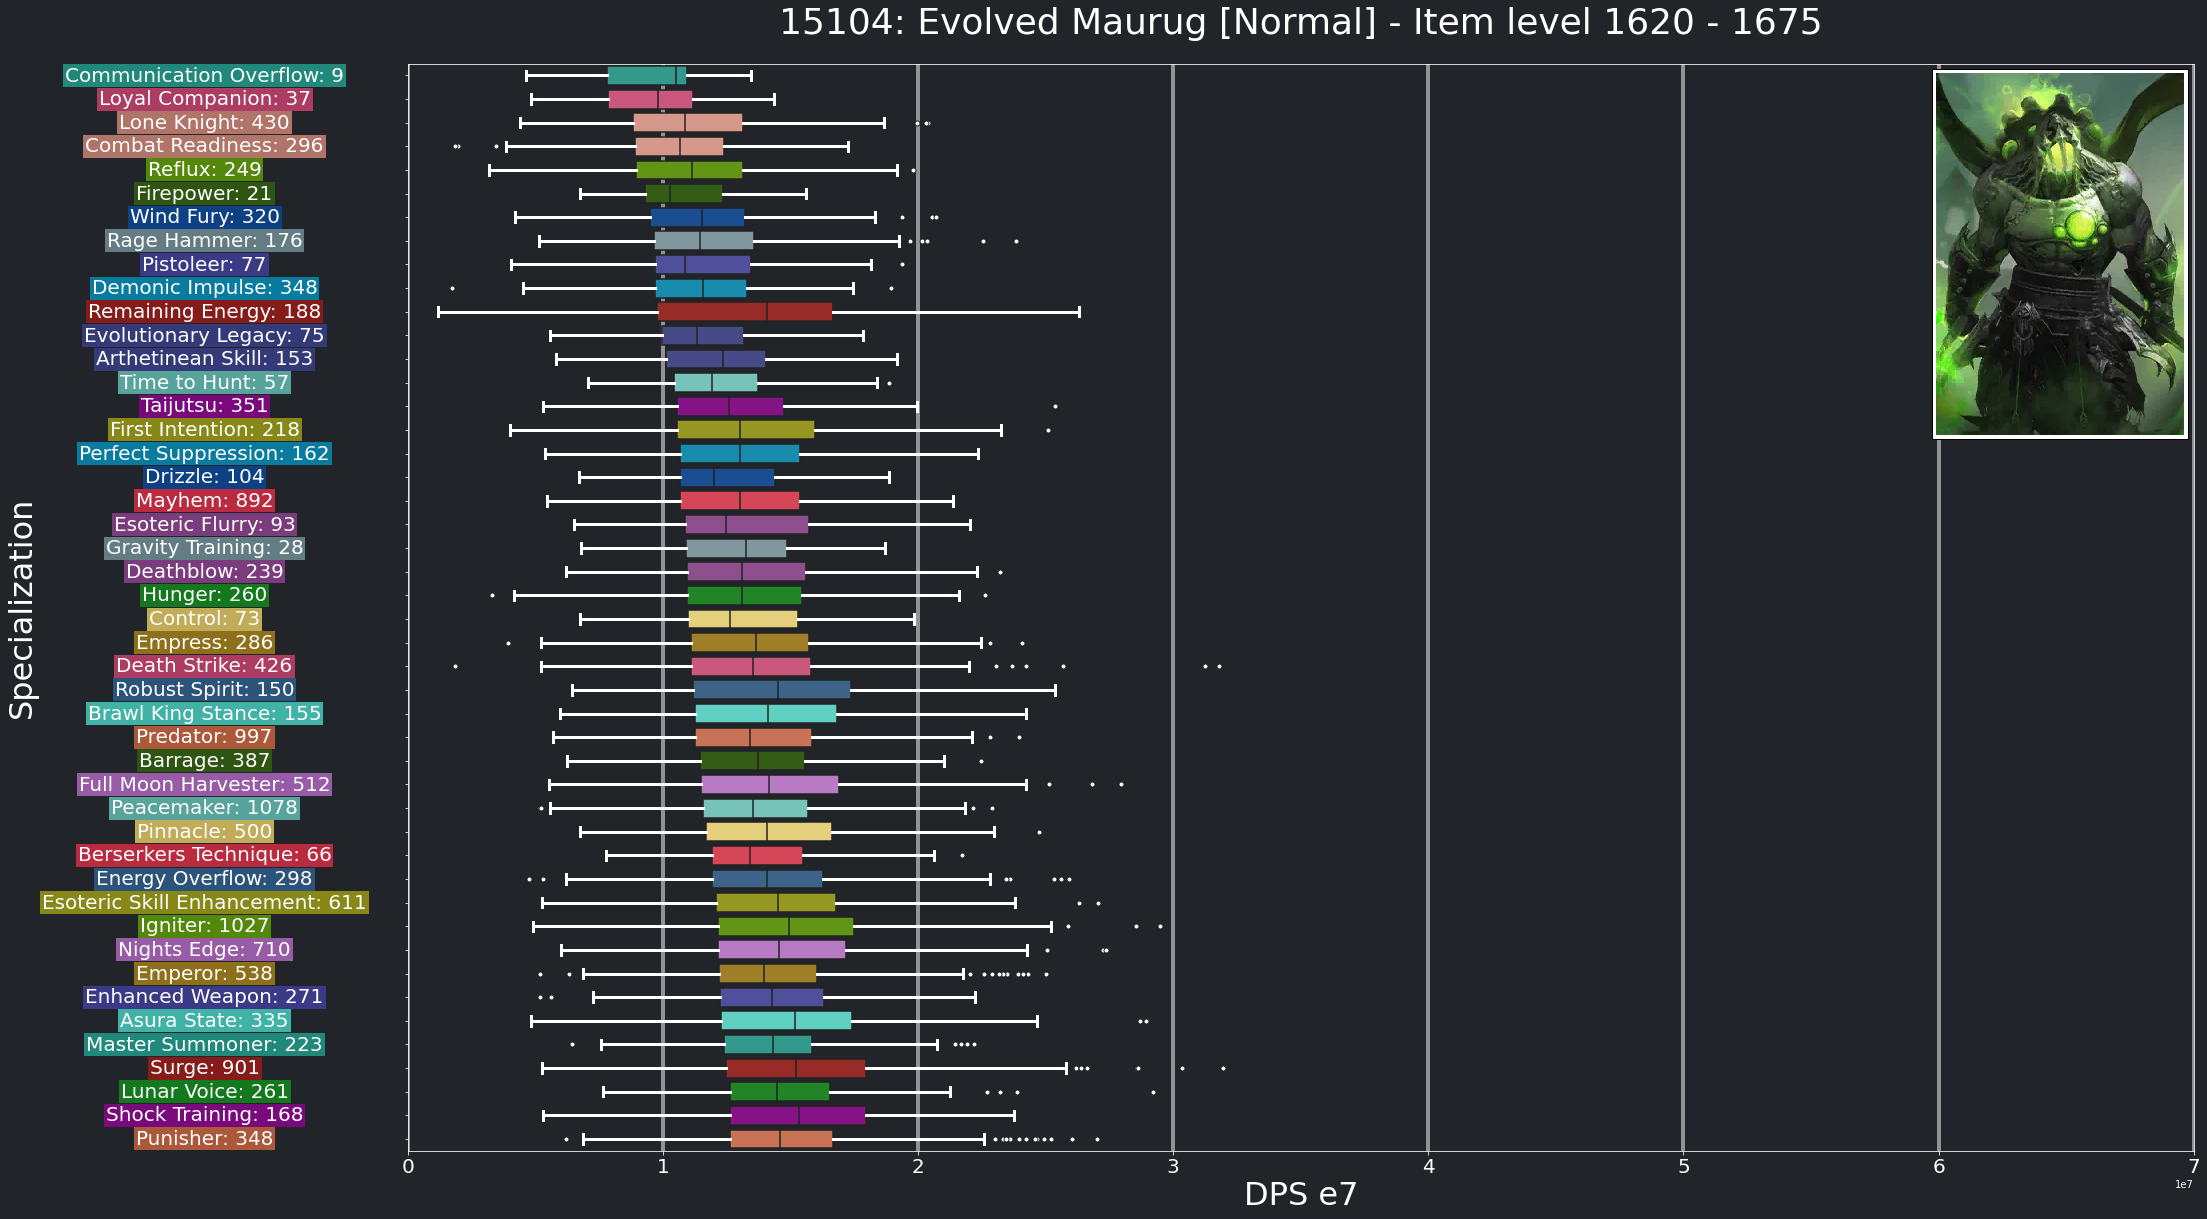 15104: Evolved Maurug [Normal] - Item level 1620 - 1675
Communication Overflow: 9
Loyal Companion: 37
Lone Knight: 430
Combat Readiness: 296
Reflux: 249
Firepower: 21
Wind Fury: 320
Rage Hammer: 176
Pistoleer: 77
Demonic Impulse: 348
Remaining Energy: 188
Evolutionary Legacy: 75
Arthetinean Skill: 153
Time to Hunt: 57
Taijutsu: 351
First Intention: 218
Perfect Suppression: 162
Drizzle: 104
Mayhem: 892
Esoteric Flurry: 93
Gravity Training: 28
Deathblow: 239
Hunger: 260
Control: 73
Empress: 286
Death Strike: 426
Robust Spirit: 150
Brawl King Stance: 155
Predator: 997
Barrage: 387
Full Moon Harvester: 512
Peacemaker: 1078
Pinnacle: 500
Berserkers Technique: 66
Energy Overflow: 298
Esoteric Skill Enhancement: 611
Igniter: 1027
Nights Edge: 710
Emperor: 538
Enhanced Weapon: 271
Asura State: 335
Master Summoner: 223
Surge: 901
Lunar Voice: 261
Shock Training: 168
Punisher: 348
Specialization
0 1 2 3 4 5 6 7
1e7
DPS e7